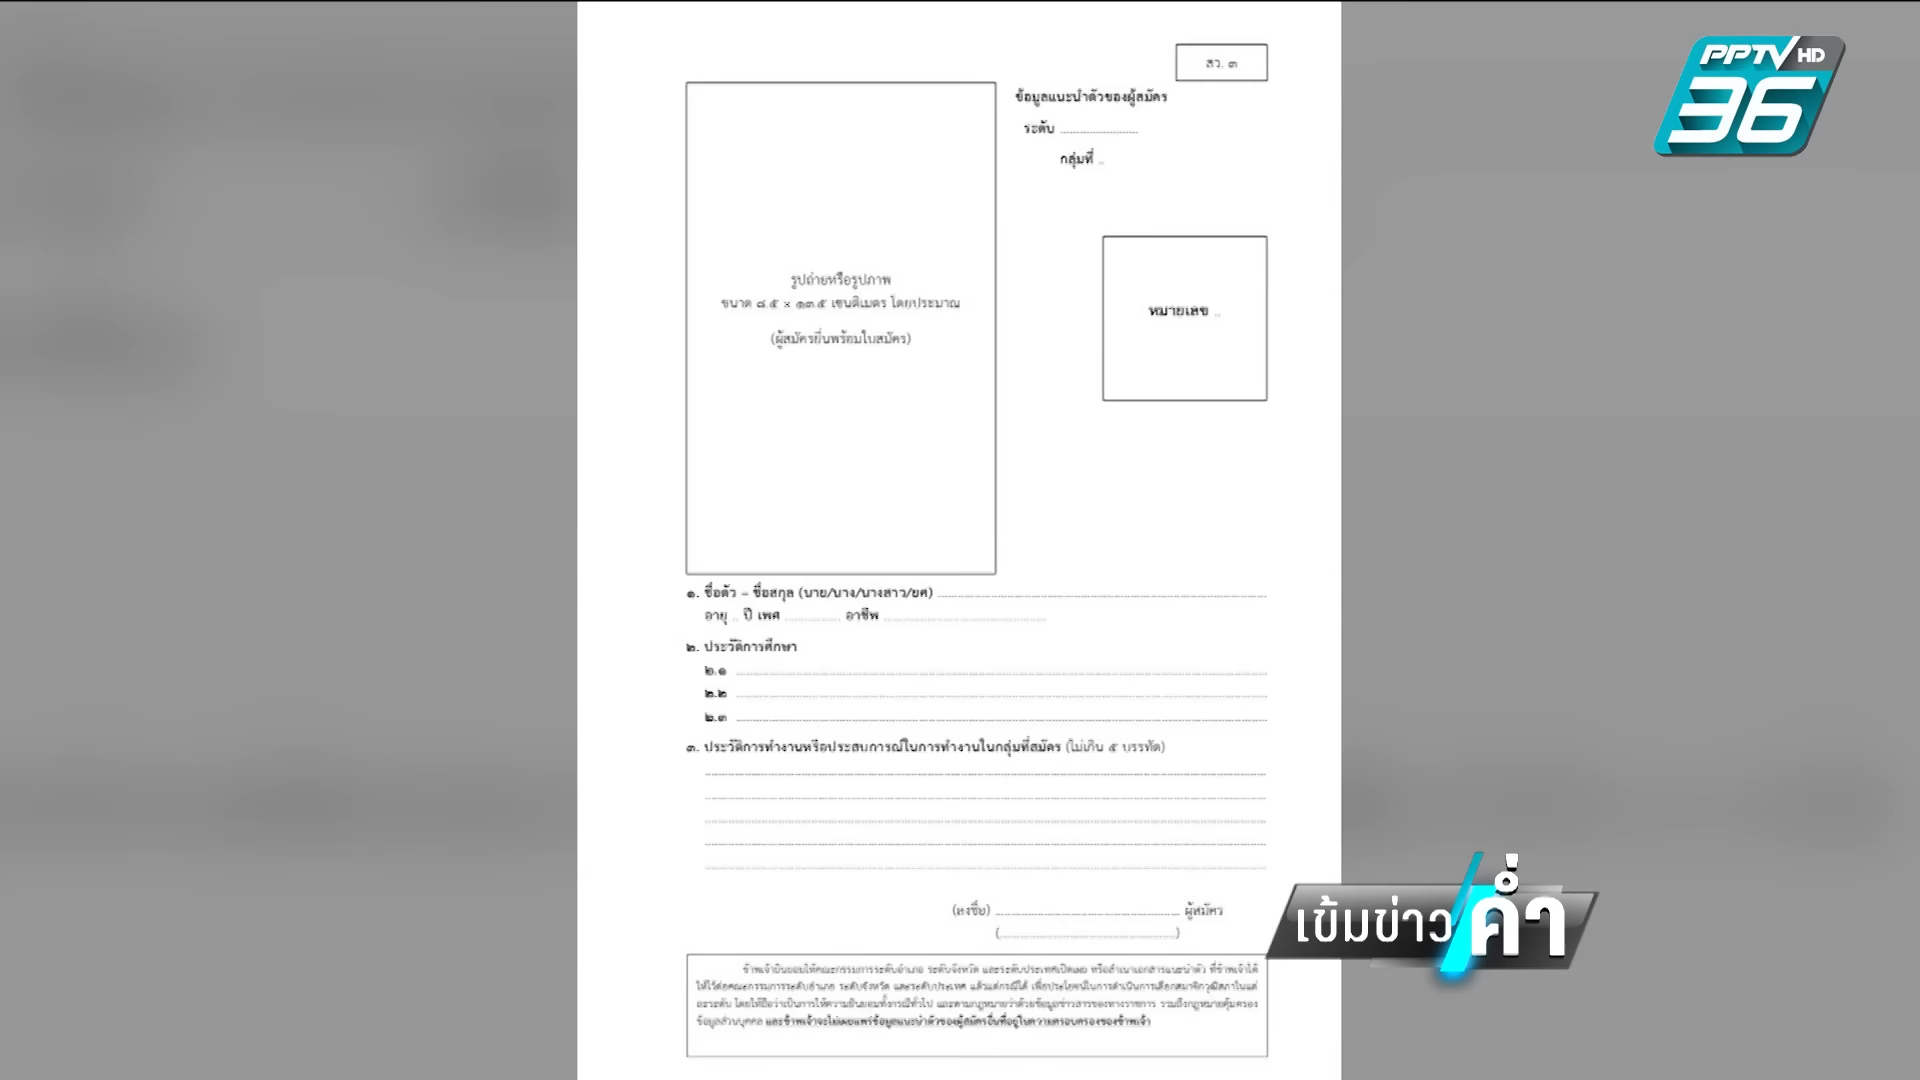 PPTV HD
36
สว. ๓
ข้อมูลแนะนำตัวของผู้สมัคร
ระดับ ........................
กลุ่มที่ ..
รูปถ่ายหรือรูปภาพ
ขนาด ๘.๕ × ๑๓.๕ เซนติเมตร โดยประมาณ
(ผู้สมัครยื่นพร้อมใบสมัคร)
หมายเลข ..
๑. ชื่อตัว – ชื่อสกุล (นาย/นาง/นางสาว/ยศ) ........................
อายุ .. ปี เพศ ................ อาชีพ ........................
๒. ประวัติการศึกษา
๒.๑ ........................
๒.๒ ........................
๒.๓ ........................
๓. ประวัติการทำงานหรือประสบการณ์ในการทำงานในกลุ่มที่สมัคร (ไม่เกิน ๕ บรรทัด)
(ลงชื่อ) ........................ ผู้สมัคร
(........................)
ข้าพเจ้ายินยอมให้คณะกรรมการระดับอำเภอ ระดับจังหวัด และระดับประเทศเปิดเผย หรือสำเนาเอกสารแนะนำตัว ที่ข้าพเจ้าได้
ให้ไว้ต่อคณะกรรมการระดับอำเภอ ระดับจังหวัด และระดับประเทศ แล้วแต่กรณีได้ เพื่อประโยชน์ในการดำเนินการเลือกสมาชิกวุฒิสภาในแต่
ละระดับ โดยให้ถือว่าเป็นการให้ความยินยอมทั้งกรณีทั่วไป และตามกฎหมายว่าด้วยข้อมูลข่าวสารของทางราชการ รวมถึงกฎหมายคุ้มครอง
ข้อมูลส่วนบุคคล และข้าพเจ้าจะไม่เผยแพร่ข้อมูลแนะนำตัวของผู้สมัครอื่นที่อยู่ในความครอบครองของข้าพเจ้า
เข้มข่าวค่ำ